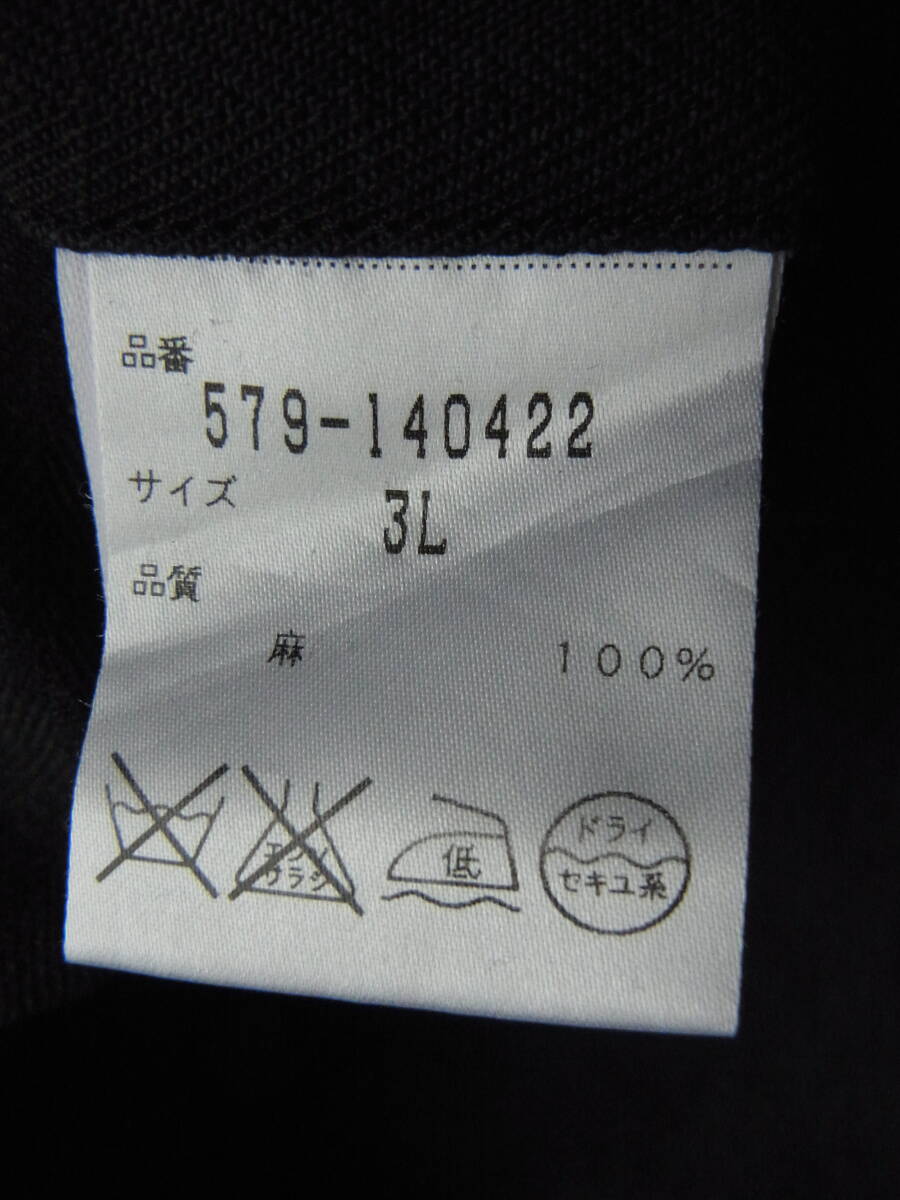 品番
579-140422
サイズ
3L
品質
麻 100%
エンソ
サラシ
低
ドライ
セキユ系